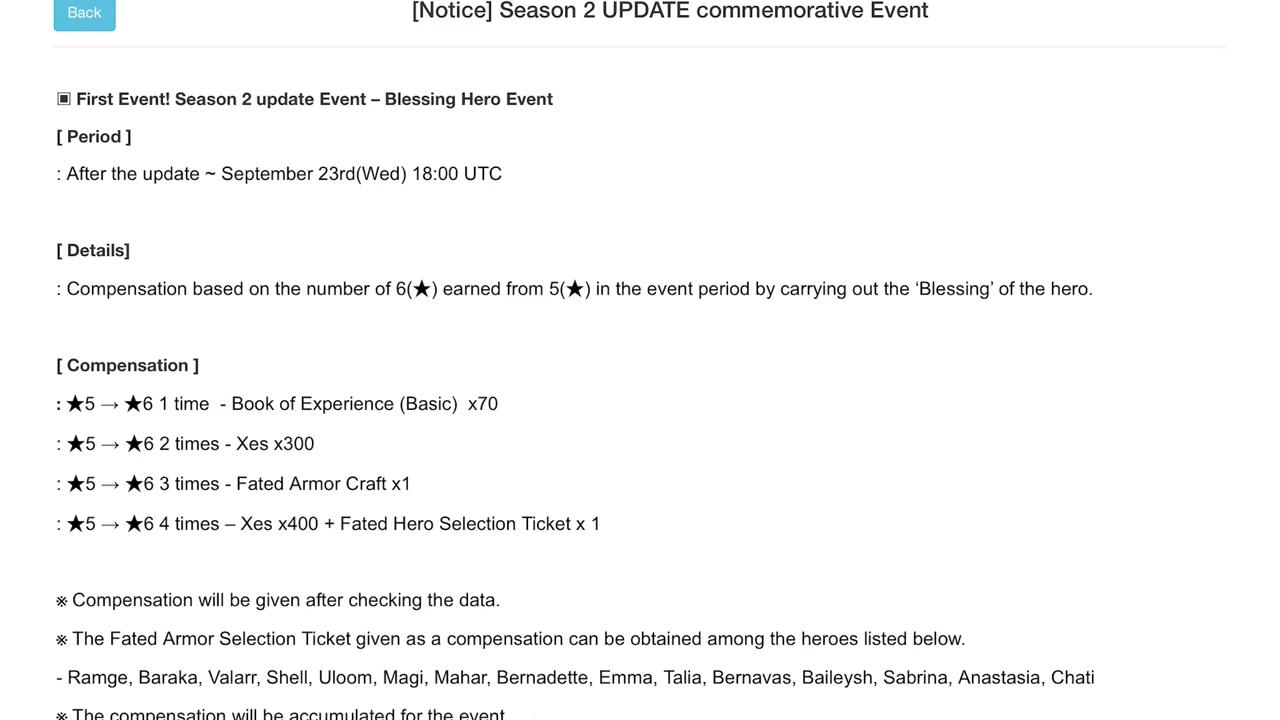 Back
[Notice] Season 2 UPDATE commemorative Event
▣ First Event! Season 2 update Event – Blessing Hero Event
[ Period ]
: After the update ~ September 23rd(Wed) 18:00 UTC
[ Details]
: Compensation based on the number of 6(★) earned from 5(★) in the event period by carrying out the ‘Blessing’ of the hero.
[ Compensation ]
: ★5 → ★6 1 time  - Book of Experience (Basic)  x70
: ★5 → ★6 2 times - Xes x300
: ★5 → ★6 3 times - Fated Armor Craft x1
: ★5 → ★6 4 times – Xes x400 + Fated Hero Selection Ticket x 1
※ Compensation will be given after checking the data.
※ The Fated Armor Selection Ticket given as a compensation can be obtained among the heroes listed below.
- Ramge, Baraka, Valarr, Shell, Uloom, Magi, Mahar, Bernadette, Emma, Talia, Bernavas, Baileysh, Sabrina, Anastasia, Chati
※ The compensation will be accumulated for the event